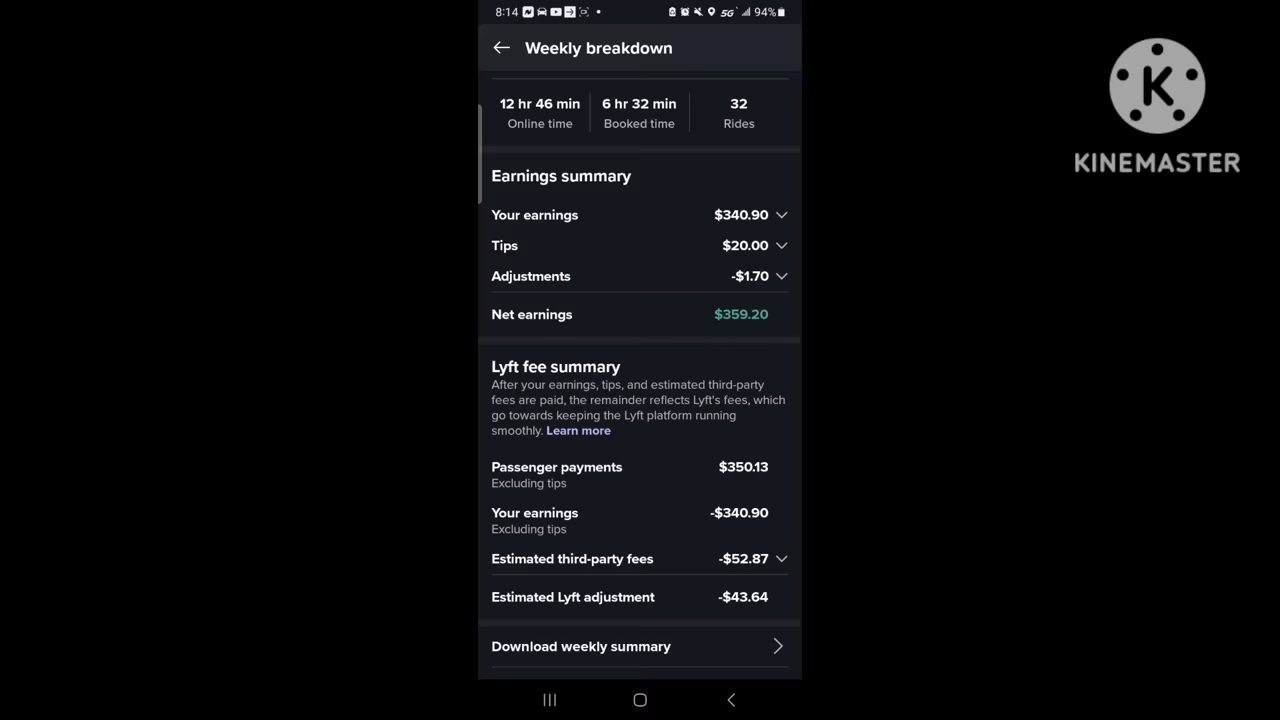 8:14
5G 94%
Weekly breakdown
12 hr 46 min 6 hr 32 min 32
Online time Booked time Rides
Earnings summary
Your earnings $340.90
Tips $20.00
Adjustments -$1.70
Net earnings $359.20
Lyft fee summary
After your earnings, tips, and estimated third-party
fees are paid, the remainder reflects Lyft's fees, which
go towards keeping the Lyft platform running
smoothly. Learn more
Passenger payments $350.13
Excluding tips
Your earnings -$340.90
Excluding tips
Estimated third-party fees -$52.87
Estimated Lyft adjustment -$43.64
Download weekly summary
K
KINEMASTER